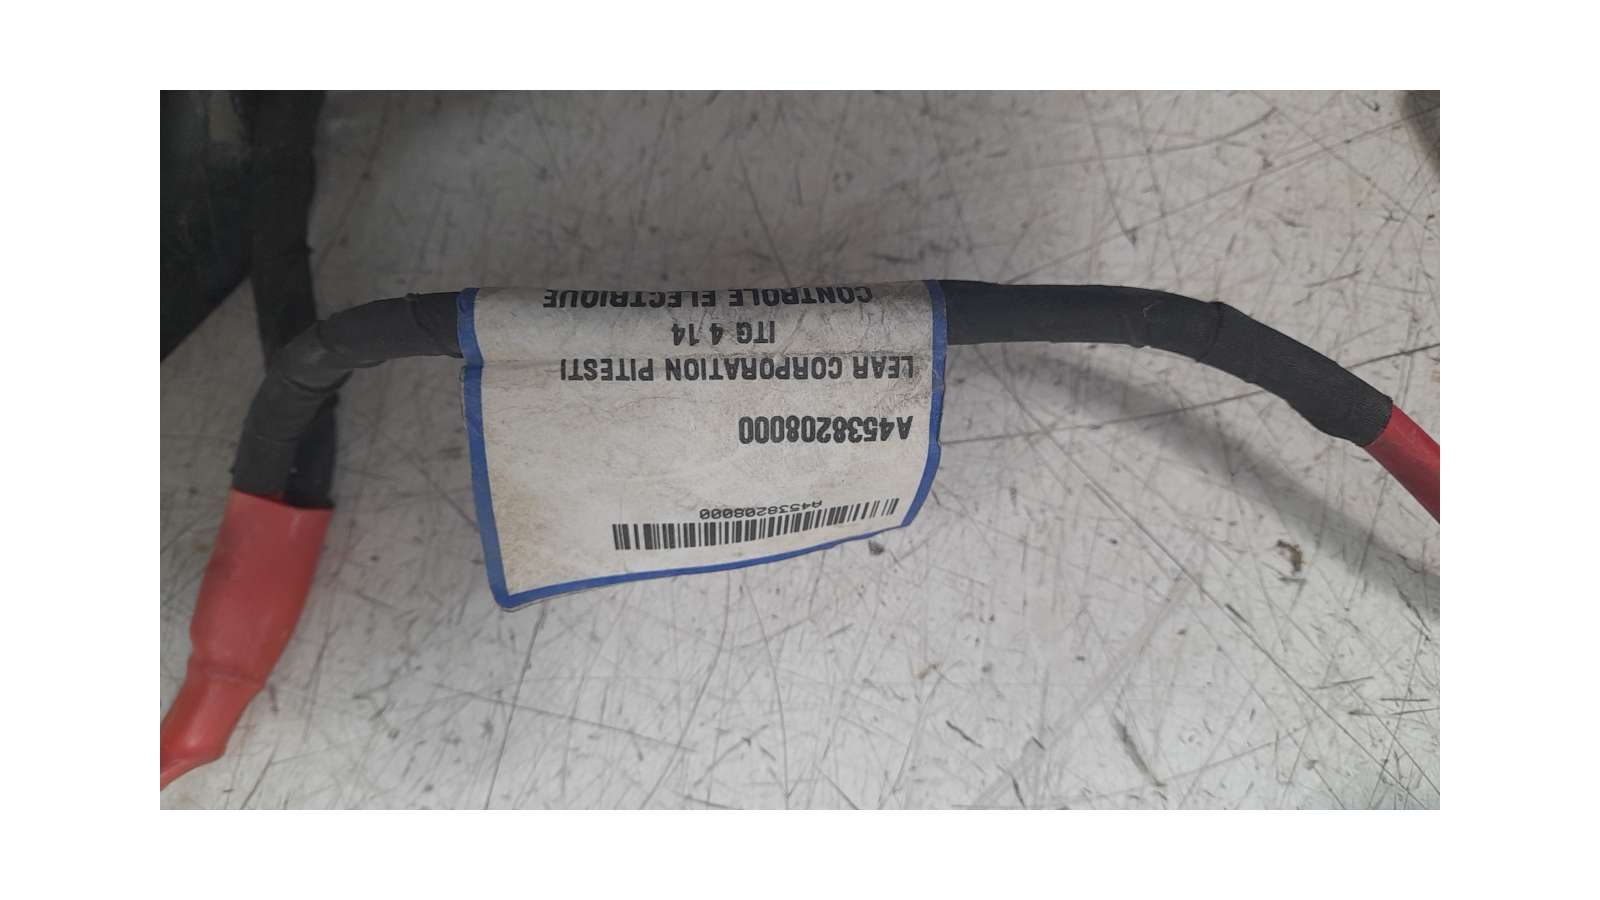 A4538208000
A4538208000
LEAR CORPORATION PITESTI
ITG 4 14
CONTROLE ELECTRIQUE